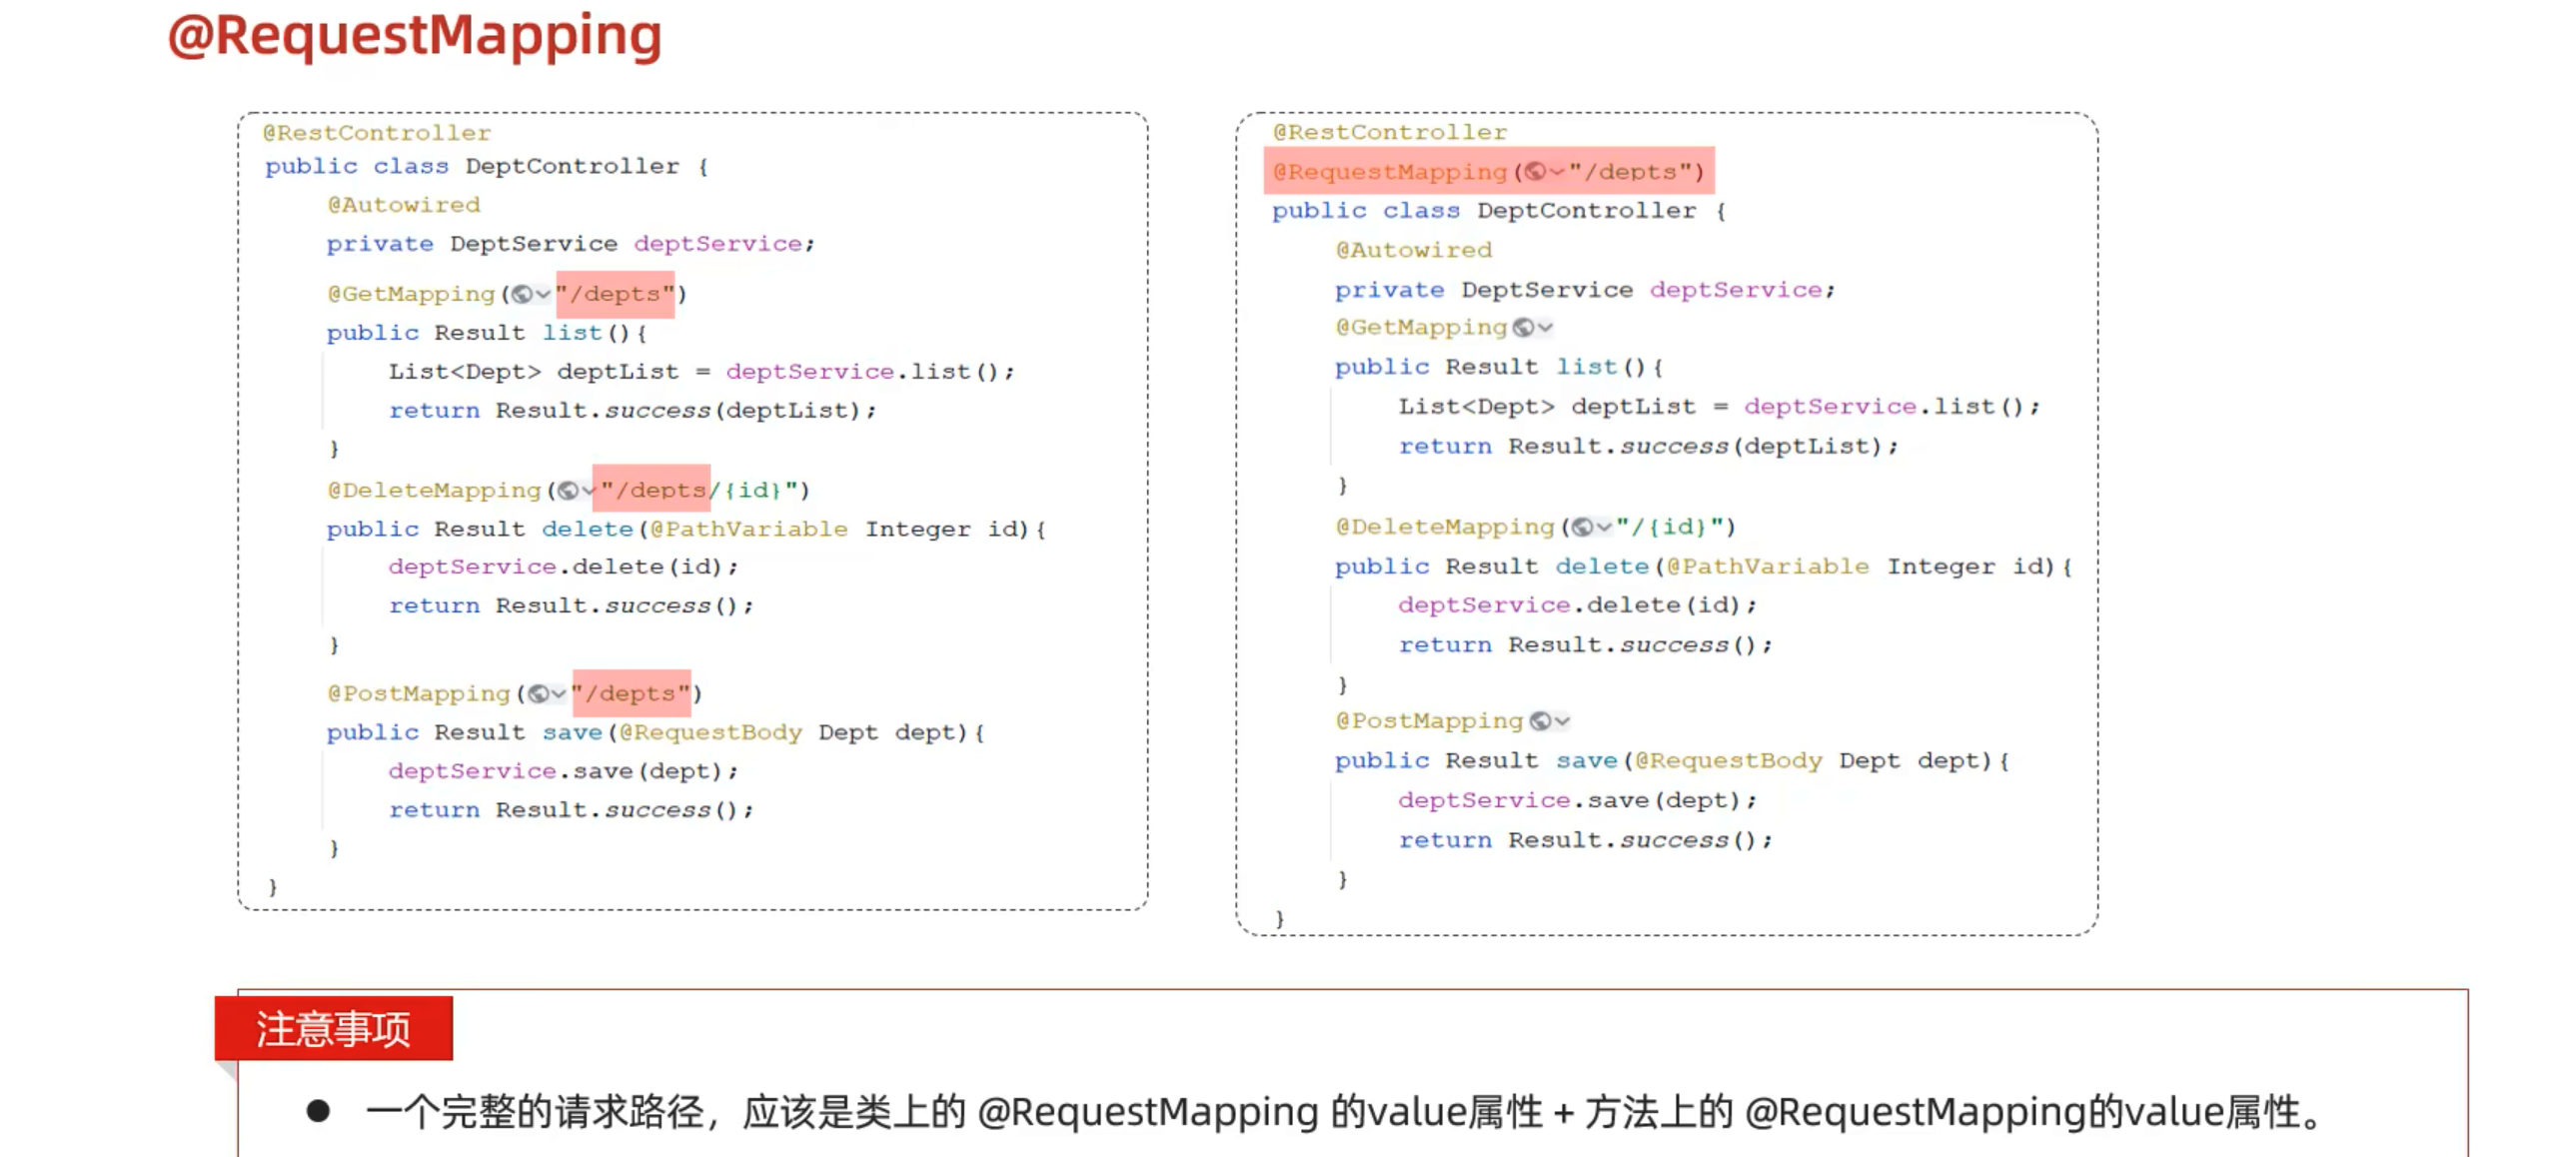 @RequestMapping
@RestController
public class DeptController {
@Autowired
private DeptService deptService;
@GetMapping("/depts")
public Result list(){
List<Dept> deptList = deptService.list();
return Result.success(deptList);
}
@DeleteMapping("/depts/{id}")
public Result delete(@PathVariable Integer id){
deptService.delete(id);
return Result.success();
}
@PostMapping("/depts")
public Result save(@RequestBody Dept dept){
deptService.save(dept);
return Result.success();
}
}
@RestController
@RequestMapping("/depts")
public class DeptController {
@Autowired
private DeptService deptService;
@GetMapping
public Result list(){
List<Dept> deptList = deptService.list();
return Result.success(deptList);
}
@DeleteMapping("/{id}")
public Result delete(@PathVariable Integer id){
deptService.delete(id);
return Result.success();
}
@PostMapping
public Result save(@RequestBody Dept dept){
deptService.save(dept);
return Result.success();
}
}
注意事项
● 一个完整的请求路径，应该是类上的 @RequestMapping 的value属性 + 方法上的 @RequestMapping的value属性。